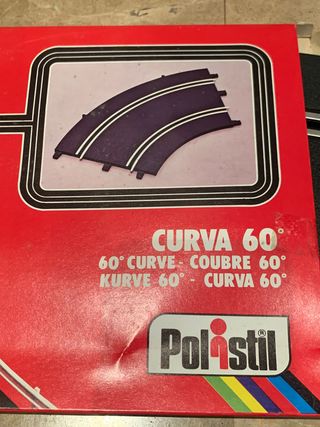 CURVA 60°
60° CURVE - COUBRE 60°
KURVE 60° - CURVA 60°
Polistil®